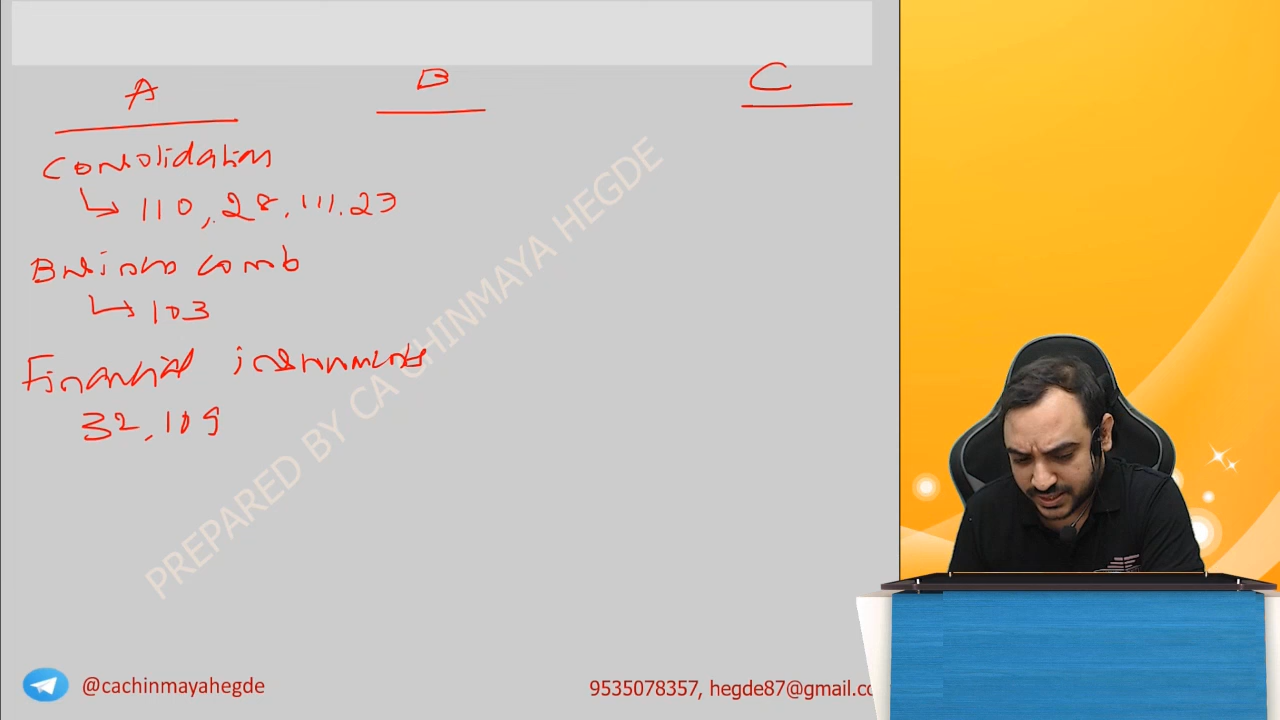 A B C
Consolidation
↳ 110, 28, 111, 23
Business comb
↳ 103
Financial instruments
32, 109
PREPARED BY CA CHINMAYA HEGDE
@cachinmayahegde
9535078357, hegde87@gmail.co